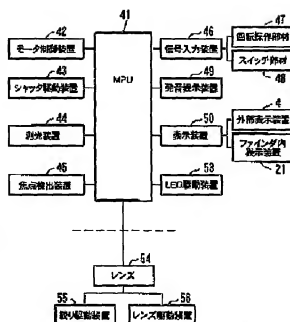 41
MPU
42
モータ制御装置
43
シャッタ駆動装置
44
測光装置
45
焦点検出装置
46
信号入力装置
47
回転操作部材
スイッチ部材
48
49
発音表示装置
50
表示装置
4
外部表示装置
ファインダ内
表示装置
21
53
LED駆動装置
54
レンズ
55
絞り駆動装置
56
レンズ駆動装置